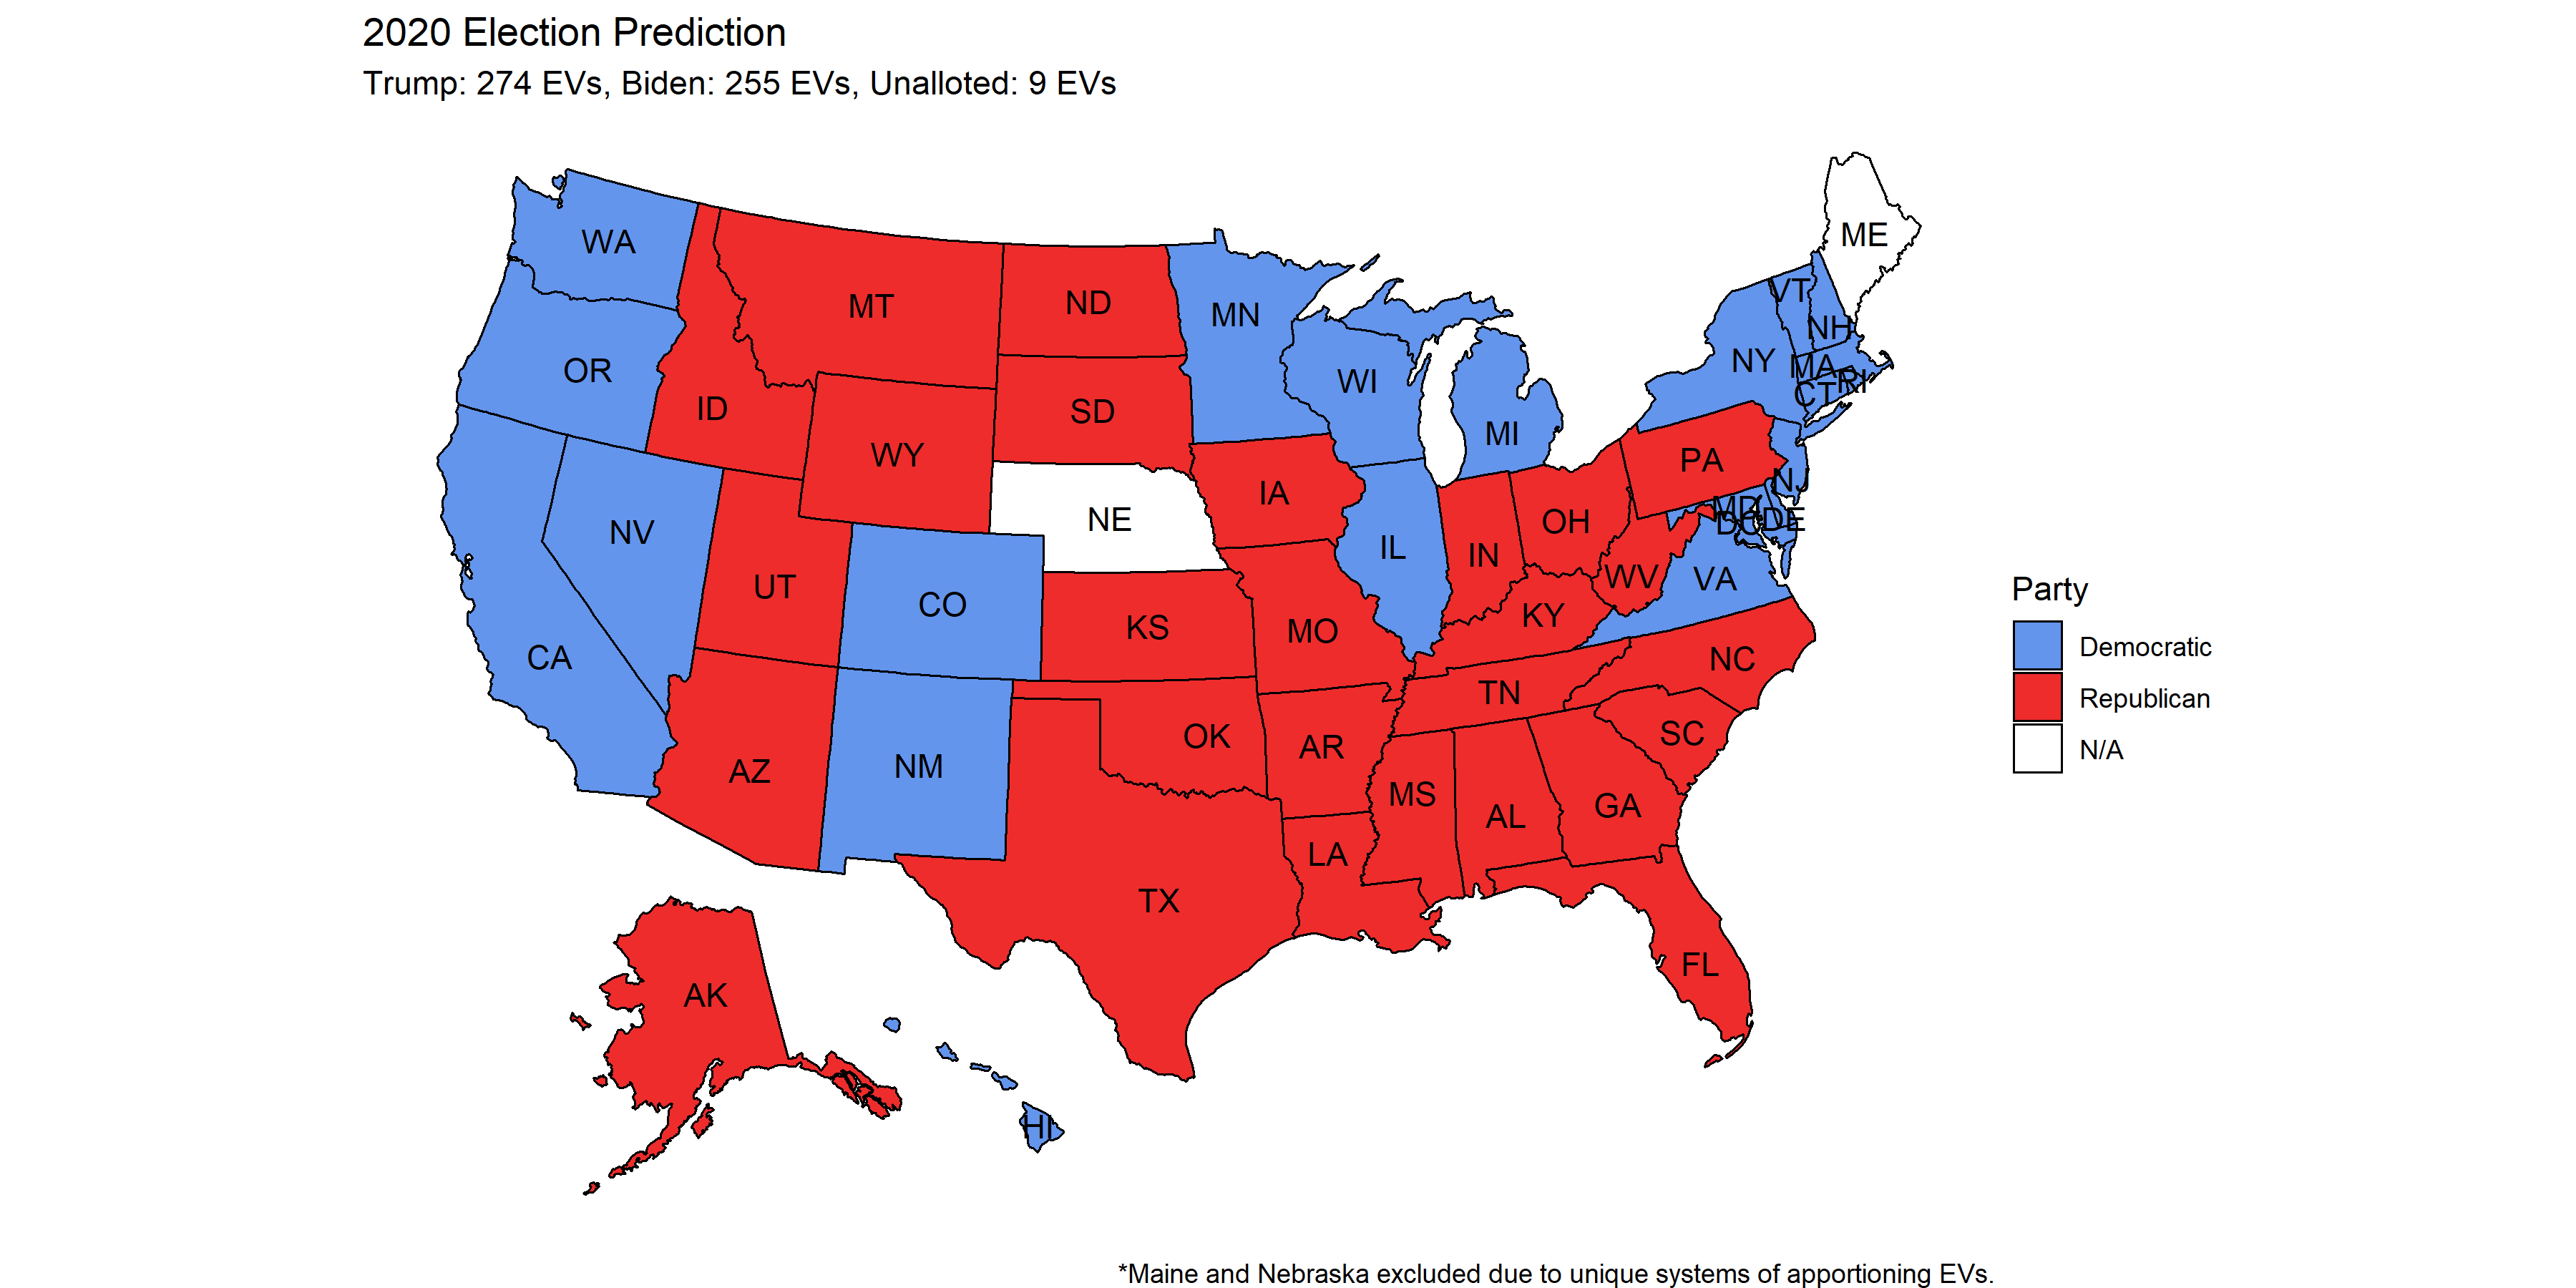 2020 Election Prediction
Trump: 274 EVs, Biden: 255 EVs, Unalloted: 9 EVs
ME
WA
VT
MT
ND
MN
NH
OR
NY
MA
WI
RI
CT
ID
SD
MI
WY
PA
NJ
IA
MD
NE
DC
DE
OH
NV
IL
IN
WV
VA
UT
CO
KY
KS
MO
CA
NC
TN
OK
SC
AR
NM
AZ
MS
GA
AL
LA
TX
FL
AK
HI
Party
Democratic
Republican
N/A
*Maine and Nebraska excluded due to unique systems of apportioning EVs.